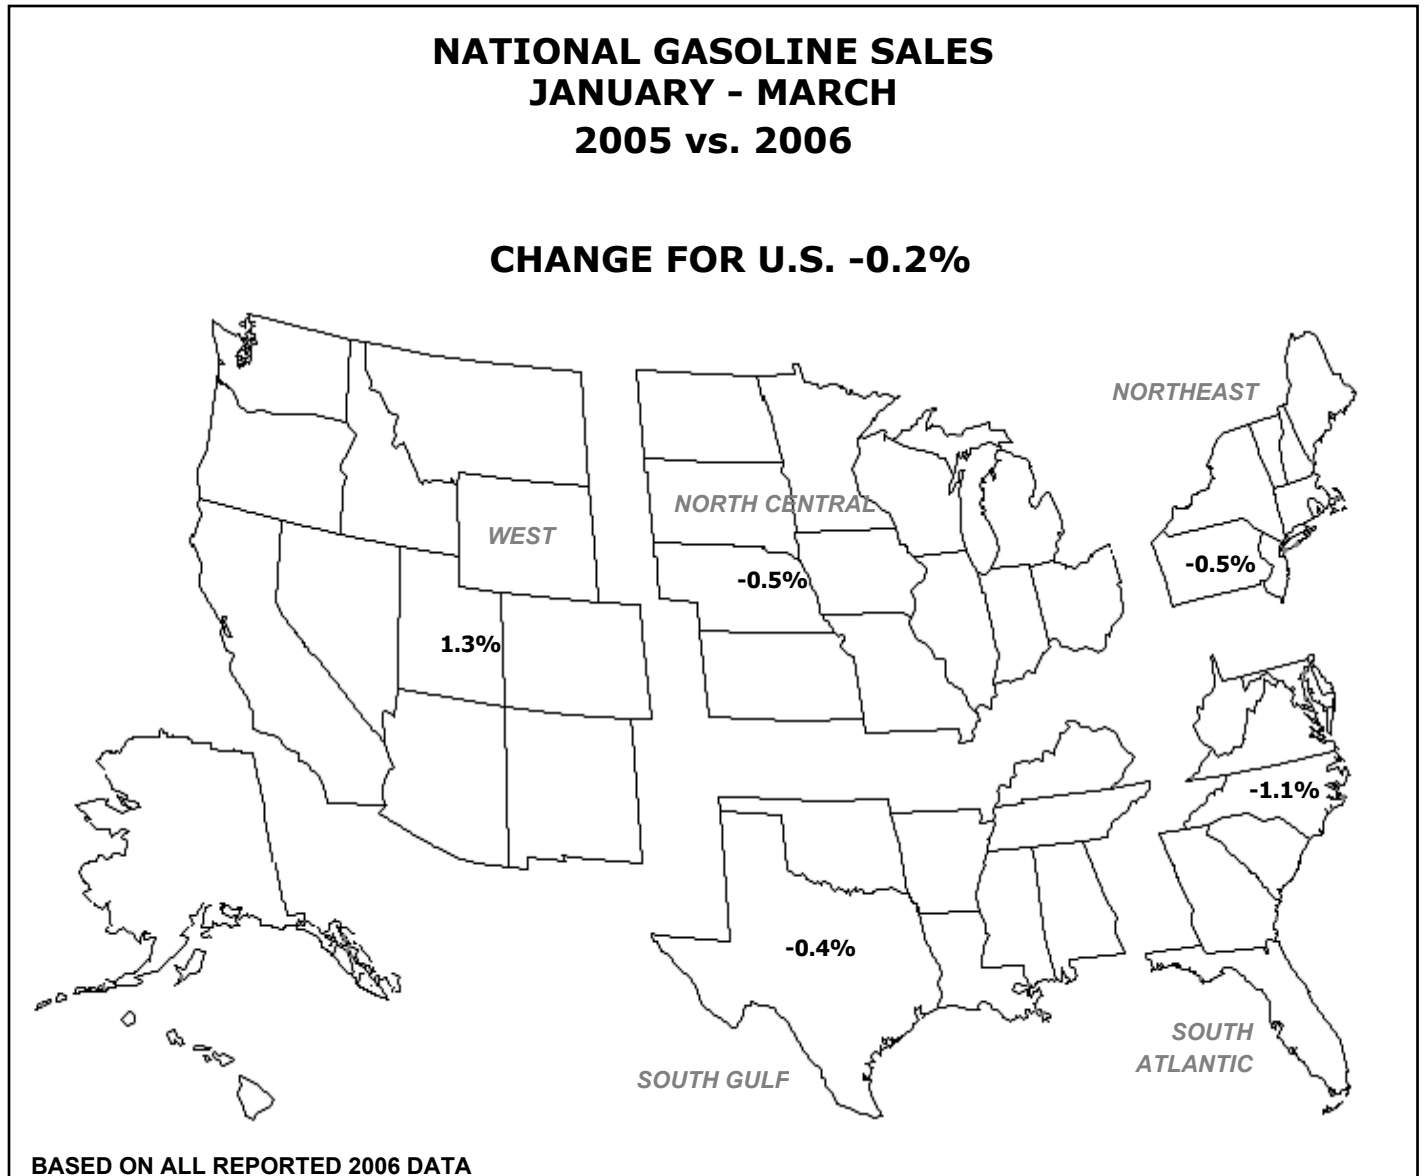 NATIONAL GASOLINE SALES
JANUARY - MARCH
2005 vs. 2006
CHANGE FOR U.S. -0.2%
NORTHEAST
NORTH CENTRAL
WEST
-0.5%
-0.5%
1.3%
-1.1%
-0.4%
SOUTH
ATLANTIC
SOUTH GULF
BASED ON ALL REPORTED 2006 DATA